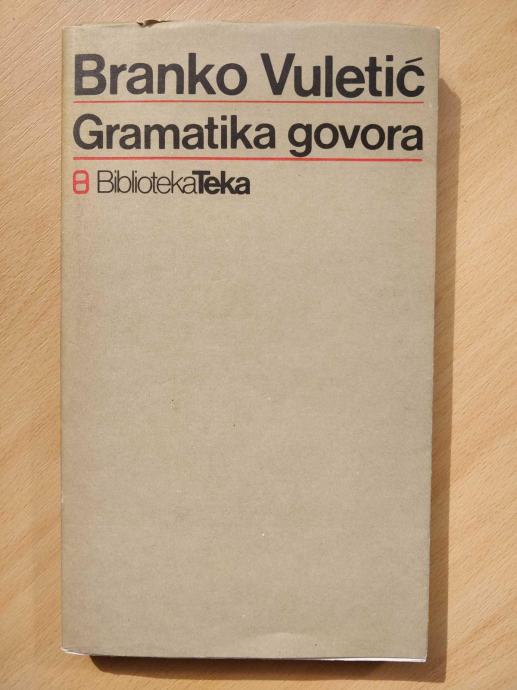 Branko Vuletić
Gramatika govora
BibliotekaTeka